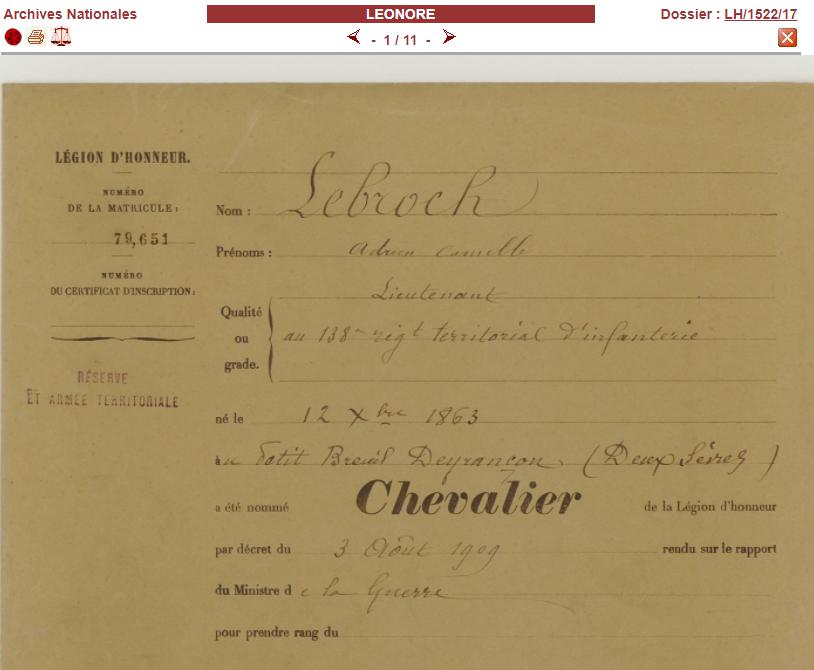 Archives Nationales
LEONORE
Dossier : LH/1522/17
- 1 / 11 -
LÉGION D'HONNEUR.
NUMÉRO
DE LA MATRICULE :
79,651
NUMÉRO
DU CERTIFICAT D'INSCRIPTION :
RÉSERVE
ET ARMÉE TERRITORIALE
Nom : Lebroch
Prénoms : Adrien Camille
Qualité ou grade. Lieutenant
au 138me rigt territorial d'infanterie
né le 12 Xbre 1863
au Petit Breuil Deyrançon (Deux Sèvres)
a été nommé Chevalier de la Légion d'honneur
par décret du 3 Août 1909 rendu sur le rapport
du Ministre de la Guerre
pour prendre rang du